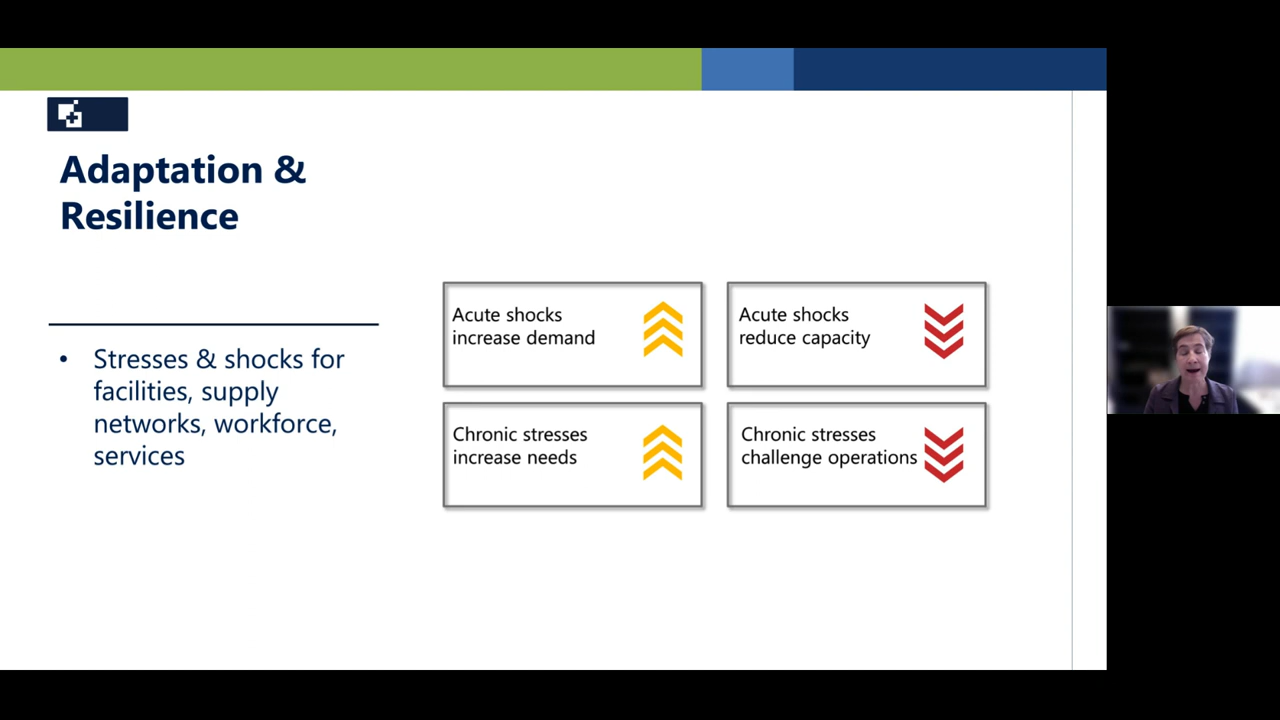 Adaptation &
Resilience
• Stresses & shocks for
facilities, supply
networks, workforce,
services
Acute shocks
increase demand
Acute shocks
reduce capacity
Chronic stresses
increase needs
Chronic stresses
challenge operations